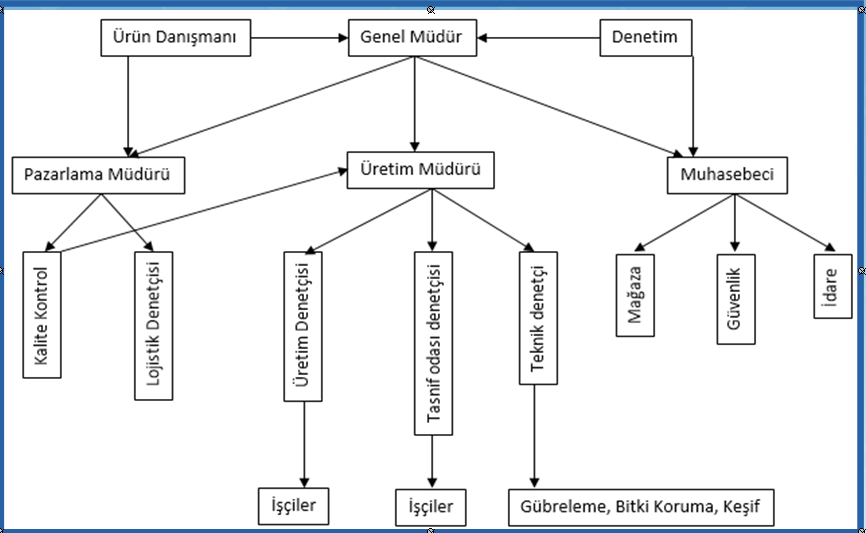 Ürün Danışmanı
Genel Müdür
Denetim
Pazarlama Müdürü
Üretim Müdürü
Muhasebeci
Kalite Kontrol
Lojistik Denetçisi
Üretim Denetçisi
Tasnif odası denetçisi
Teknik denetçi
Mağaza
Güvenlik
İdare
İşçiler
İşçiler
Gübreleme, Bitki Koruma, Keşif